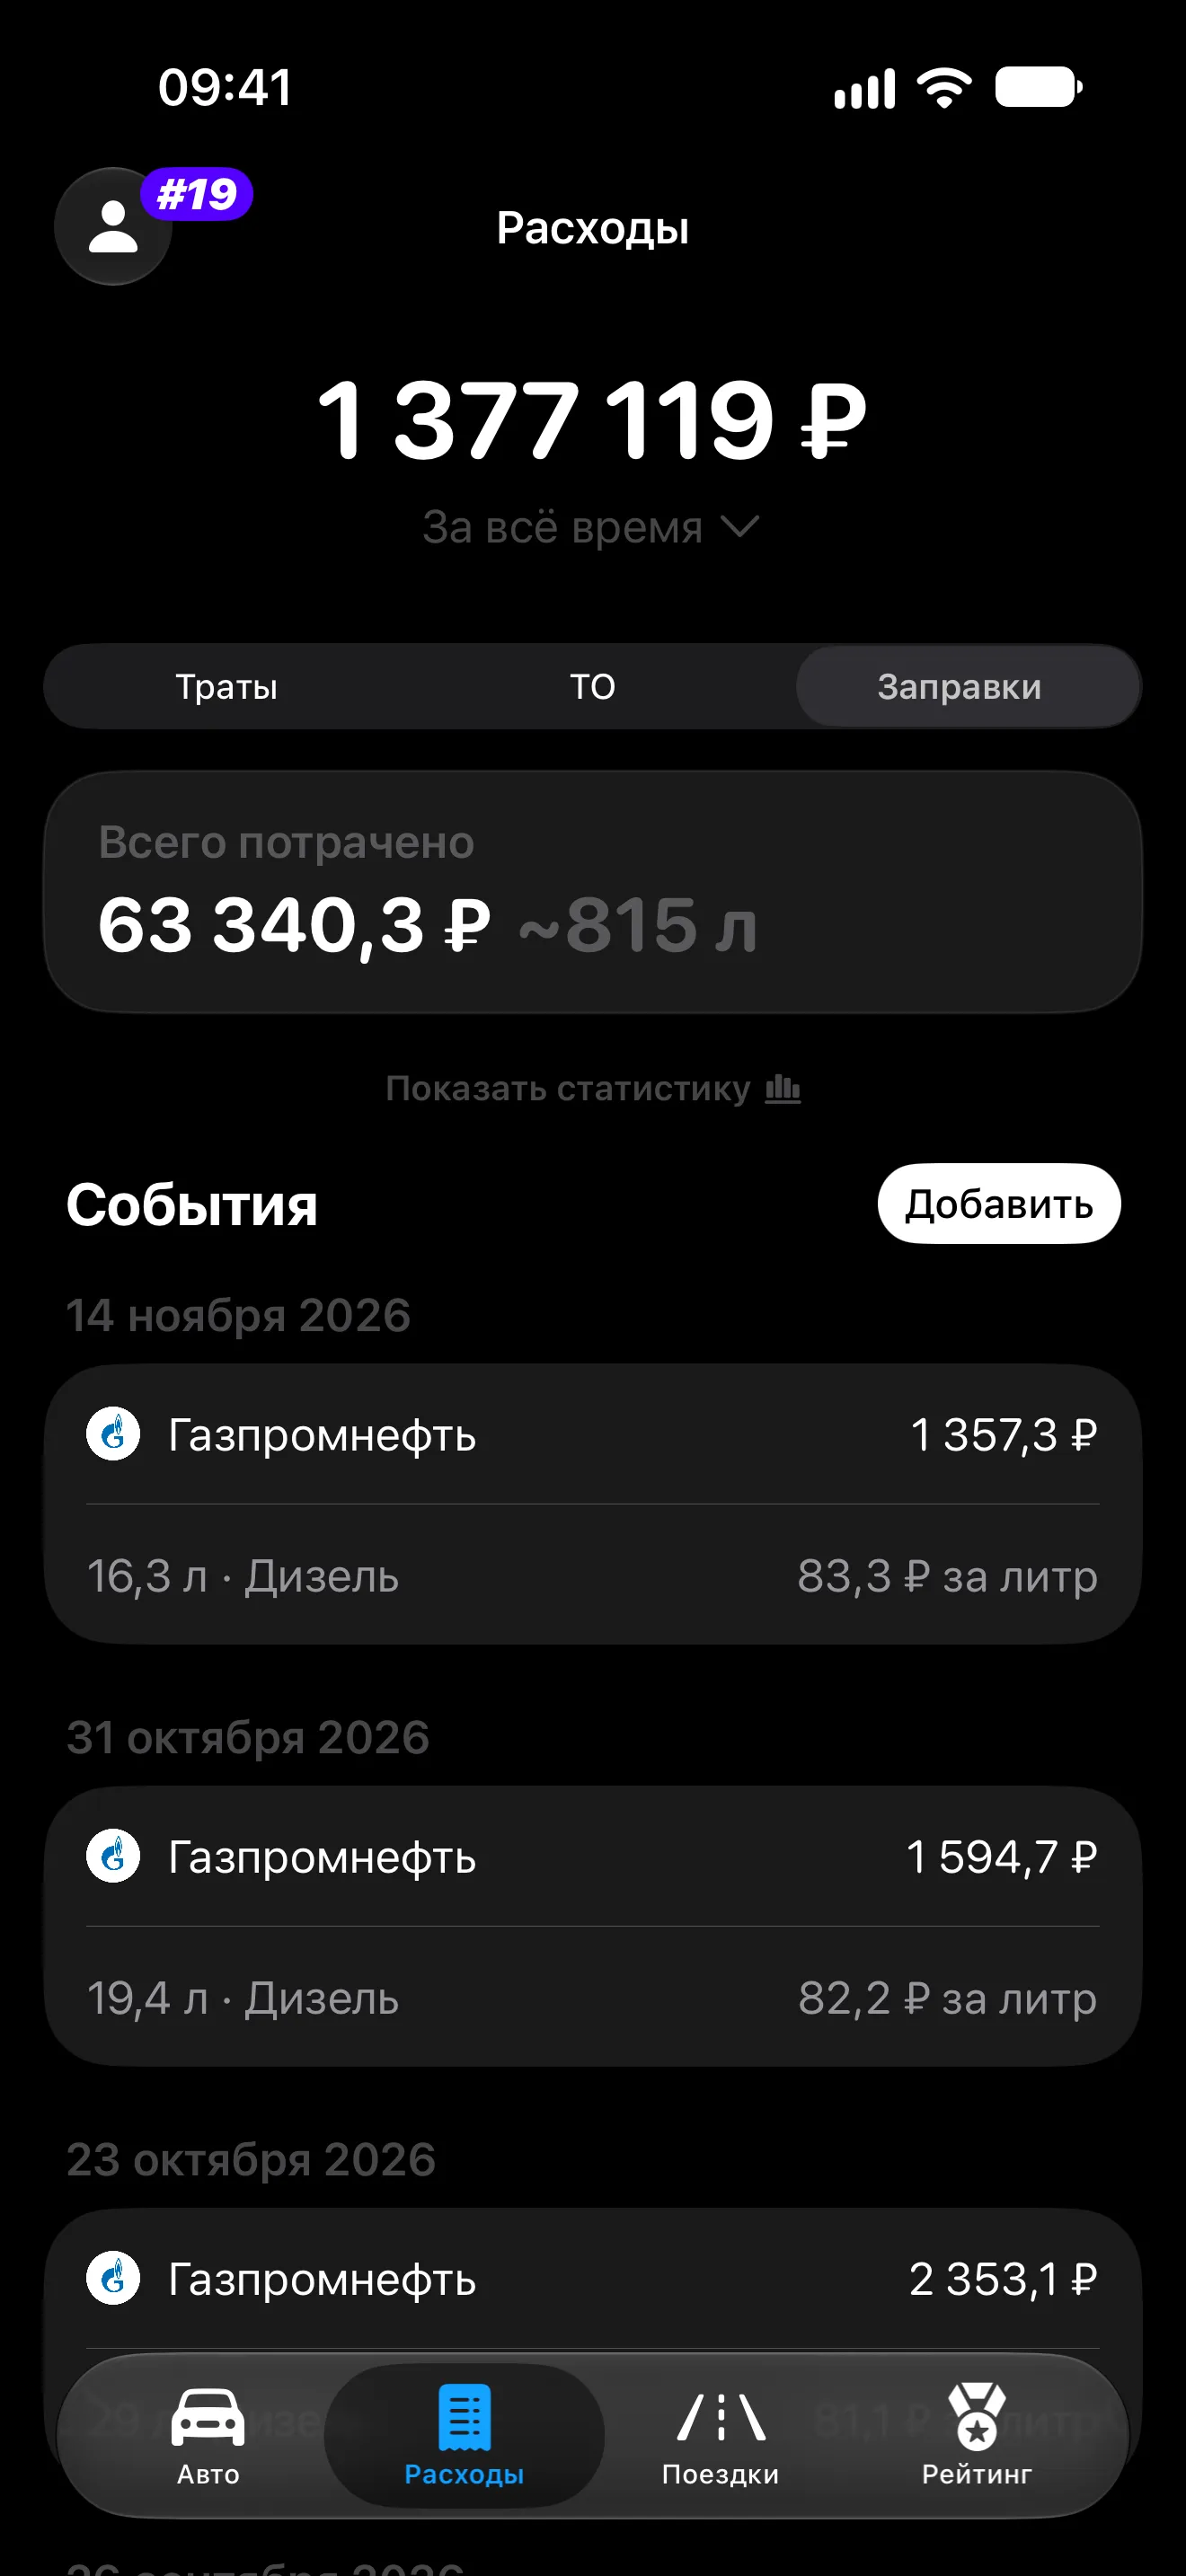 09:41
#19
Расходы
1 377 119 ₽
За всё время
Траты
ТО
Заправки
Всего потрачено
63 340,3 ₽ ~815 л
Показать статистику
События
Добавить
14 ноября 2026
Газпромнефть
1 357,3 ₽
16,3 л · Дизель
83,3 ₽ за литр
31 октября 2026
Газпромнефть
1 594,7 ₽
19,4 л · Дизель
82,2 ₽ за литр
23 октября 2026
Газпромнефть
2 353,1 ₽
Авто
Расходы
Поездки
Рейтинг